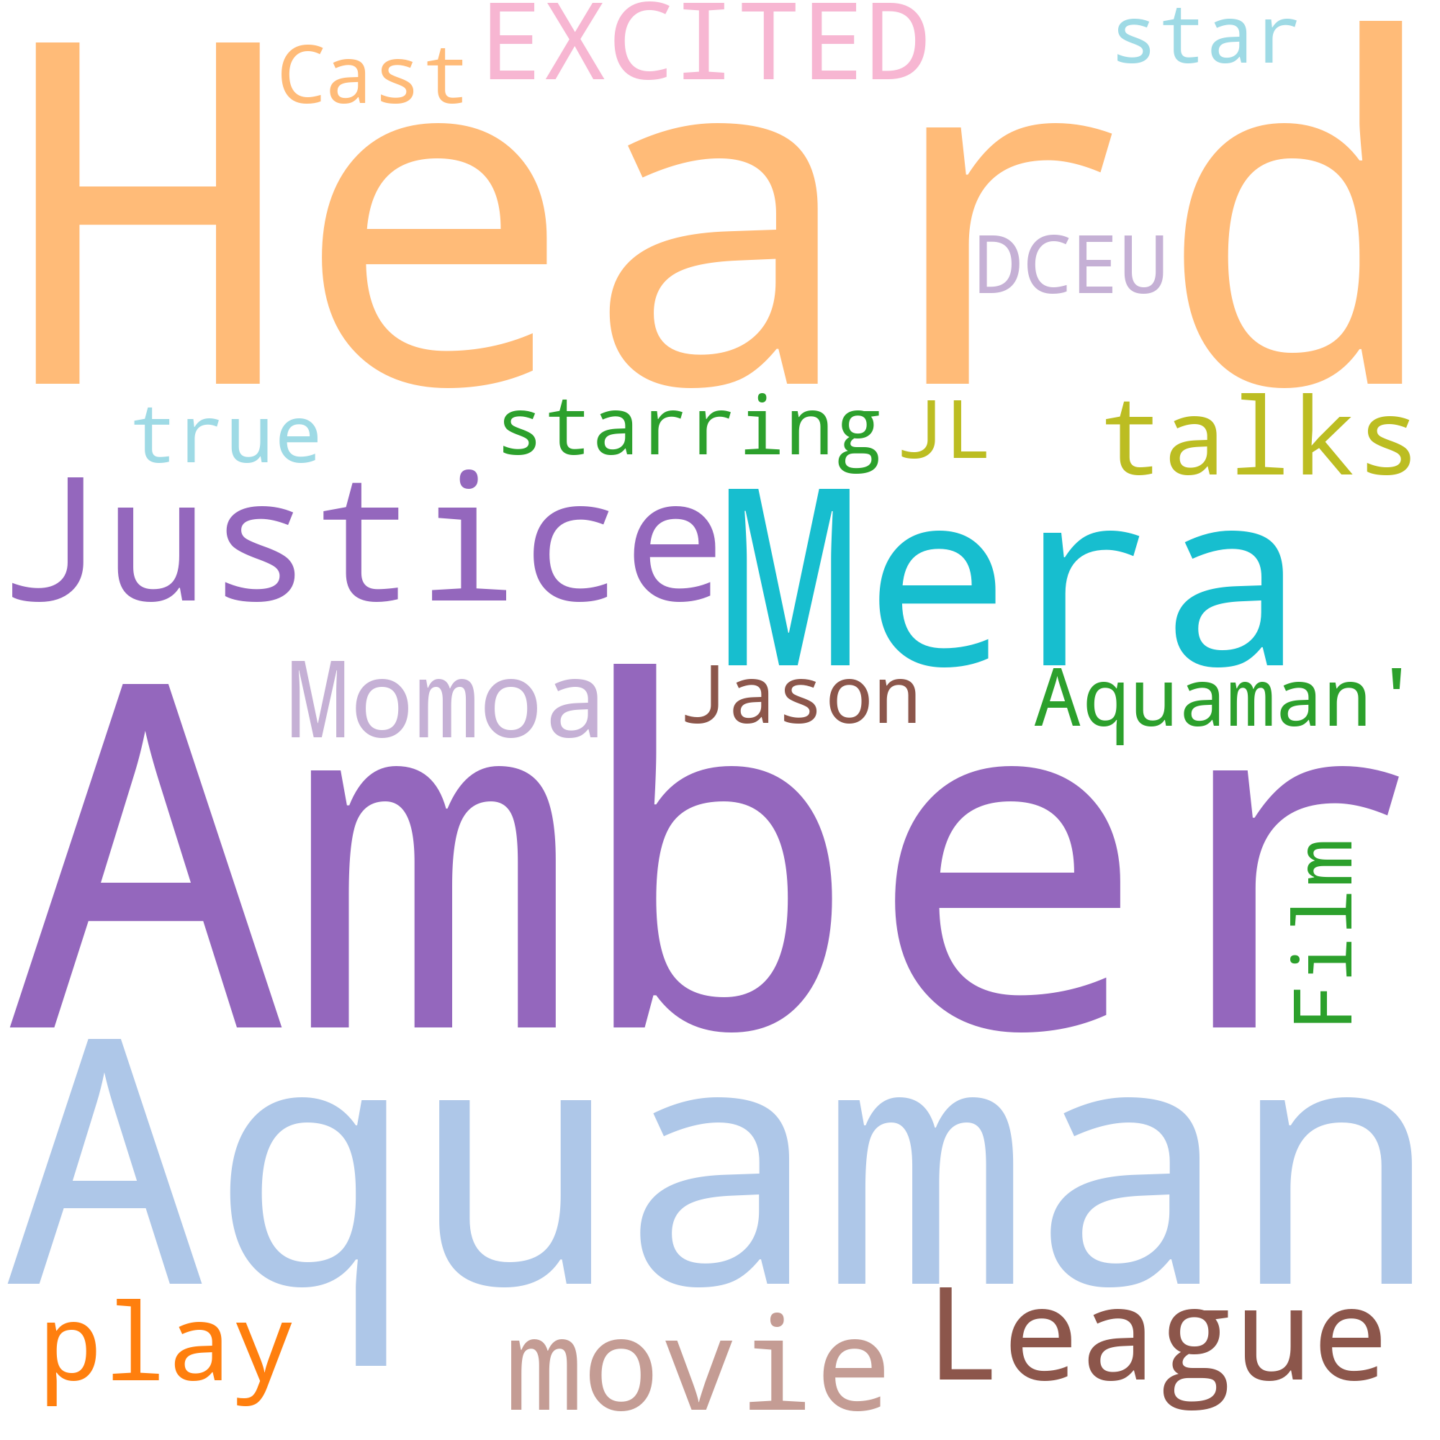 EXCITED
star
Cast
Heard
DCEU
true
starring
JL
talks
Justice
Mera
Momoa
Jason
Aquaman'
Amber
Film
Aquaman
play
movie
League